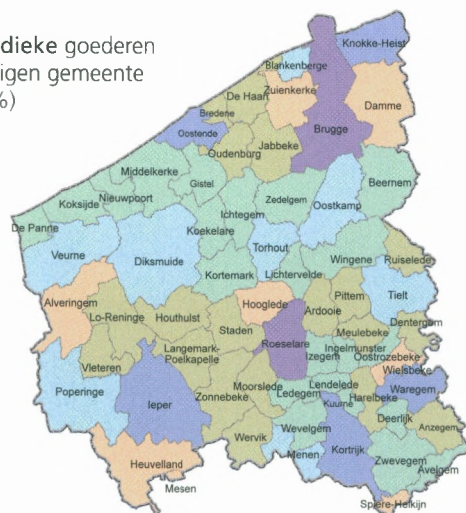 dieke goederen
igen gemeente
%)
Knokke-Heist
Blankenberge
Zuienkerke
De Haan
Damme
Bredene
Brugge
Oostende
Jabbeke
Oudenburg
Middelkerke
Gistel
Beernem
Nieuwpoort
Zedelgem
Koksijde
Oostkamp
Ichtegem
De Panne
Koekelare
Veurne
Torhout
Wingene
Diksmuide
Ruiselede
Kortemark
Lichtervelde
Tielt
Alveringem
Hooglede
Pittem
Lo-Reninge
Houthulst
Ardooie
Dentergem
Staden
Meulebeke
Roeselare
Langemark-
Poelkapelle
Ingelmunster
Izegem
Oostrozebeke
Vleteren
Wielsbeke
Moorslede
Lendelede
Poperinge
Ledegem
Waregem
Zonnebeke
Harelbeke
Ieper
Kuurne
Deerlijk
Wevelgem
Anzegem
Wervik
Kortrijk
Menen
Zwevegem
Heuvelland
Avelgem
Mesen
Spiere-Helkijn